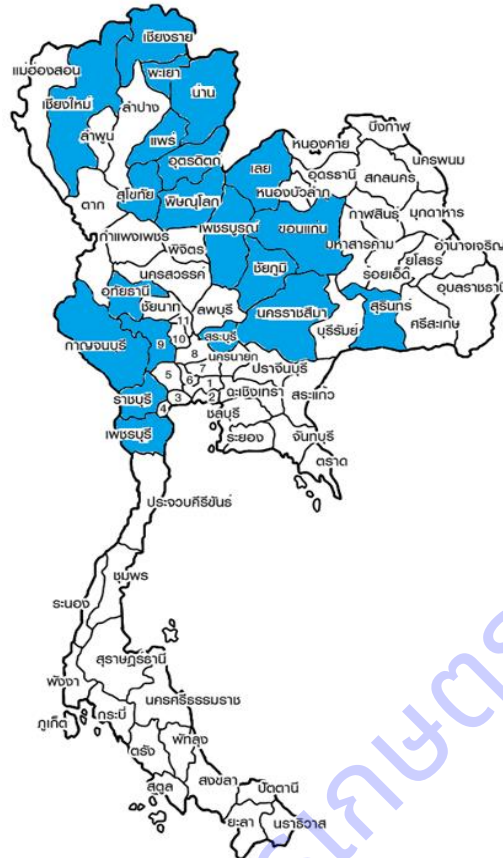 เชียงราย
แม่ฮ่องสอน
พะเยา
น่าน
เชียงใหม่
ลำปาง
ลำพูน
แพร่
บึงกาฬ
หนองคาย
เลย
อุตรดิตถ์
อุดรธานี
นครพนม
สกลนคร
หนองบัวลำภู
สุโขทัย
ตาก
พิษณุโลก
กาฬสินธุ์
มุกดาหาร
เพชรบูรณ์
ขอนแก่น
กำแพงเพชร
พิจิตร
มหาสารคาม
อำนาจเจริญ
ยโสธร
ร้อยเอ็ด
นครสวรรค์
ชัยภูมิ
อุบลราชธานี
อุทัยธานี
ชัยนาท
ลพบุรี
นครราชสีมา
สุรินทร์
บุรีรัมย์
ศรีสะเกษ
11
สระบุรี
กาญจนบุรี
9
10
8
นครนายก
ปราจีนบุรี
7
5
6
1
ฉะเชิงเทรา
สระแก้ว
ราชบุรี
3
2
4
ชลบุรี
เพชรบุรี
ระยอง
จันทบุรี
ตราด
ประจวบคีรีขันธ์
ชุมพร
ระนอง
สุราษฎร์ธานี
พังงา
นครศรีธรรมราช
กระบี่
ภูเก็ต
ตรัง
พัทลุง
สงขลา
สตูล
ปัตตานี
ยะลา
นราธิวาส